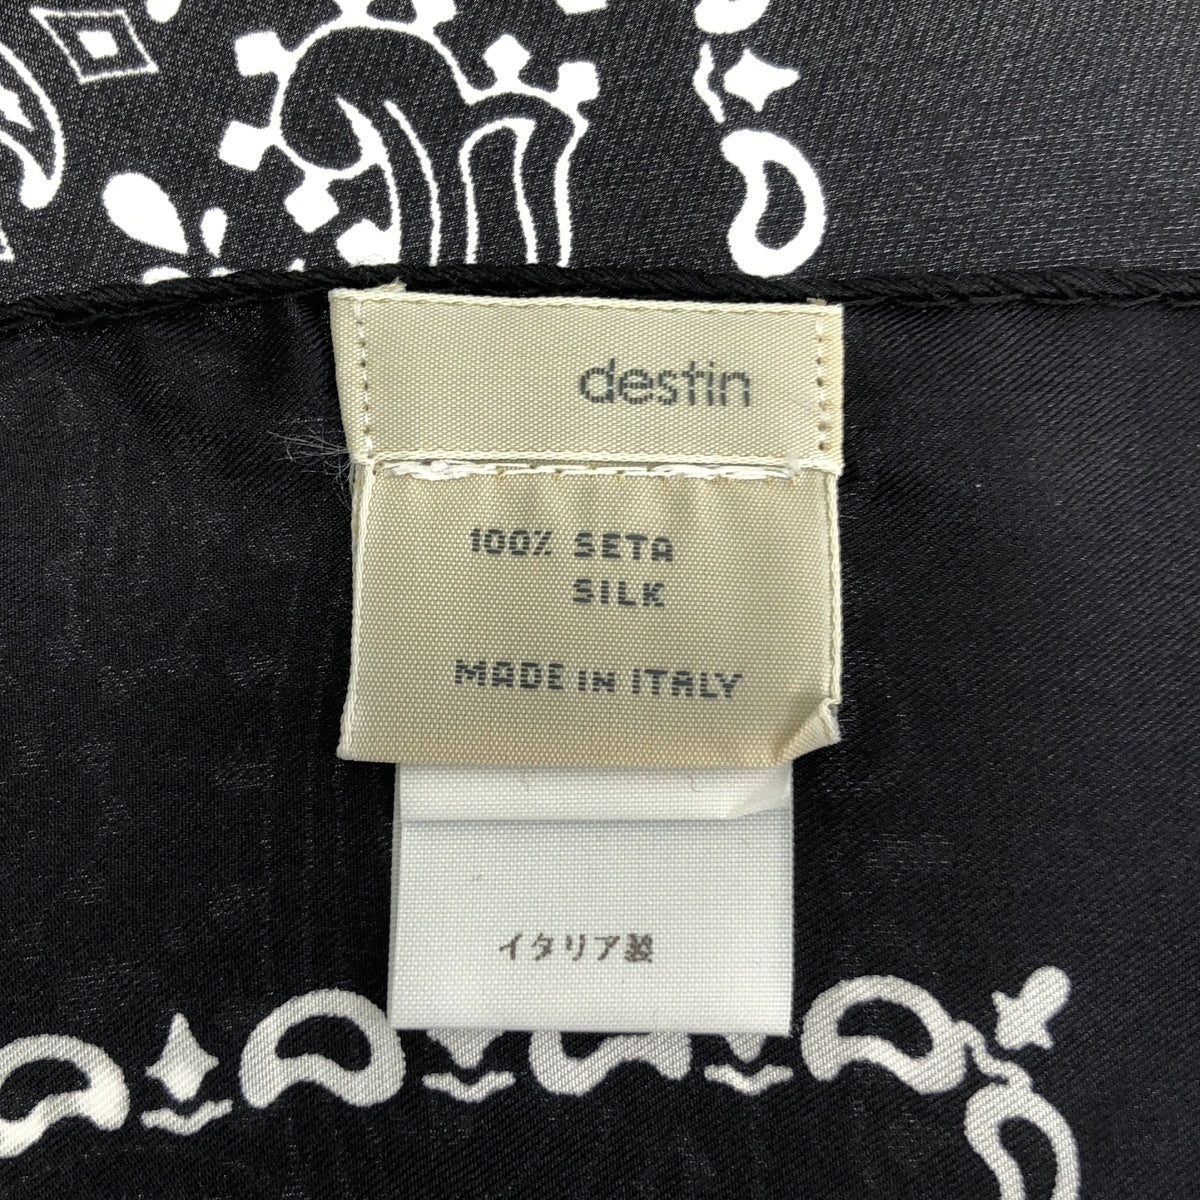 destin
100% SETA
SILK
MADE IN ITALY
イタリア製